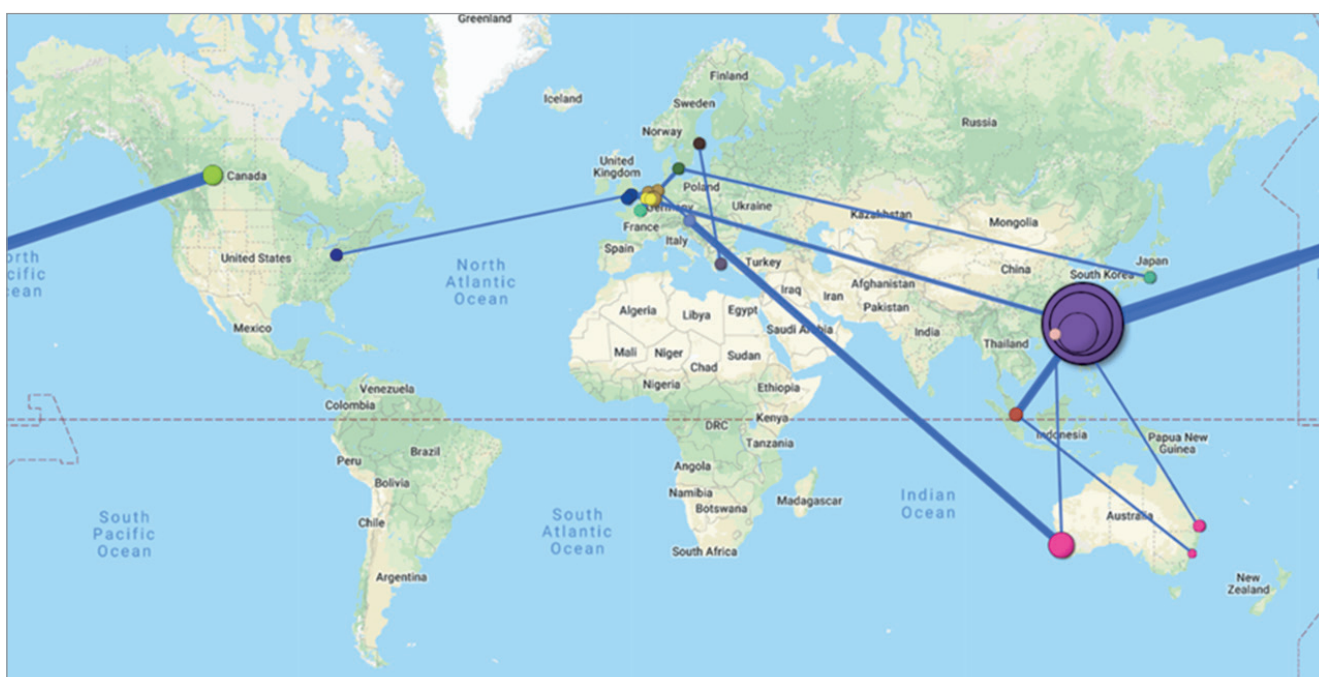 Greenland
Finland
Iceland
Sweden
Russia
Norway
United
Kingdom
Canada
Poland
Germany
Ukraine
Kazakhstan
Mongolia
France
United States
Spain
Italy
Turkey
Japan
South Korea
China
North
Atlantic
Ocean
Iraq
Iran
Afghanistan
Pakistan
Algeria
Libya
Egypt
Saudi Arabia
India
Mexico
Thailand
Mali
Niger
Chad
Sudan
Nigeria
Ethiopia
Venezuela
Colombia
DRC
Kenya
Tanzania
Indonesia
Papua New
Guinea
Peru
Brazil
Angola
Bolivia
Namibia
Botswana
Madagascar
Indian
Ocean
South
Pacific
Ocean
Chile
South
Atlantic
Ocean
Australia
South Africa
Argentina
New
Zealand